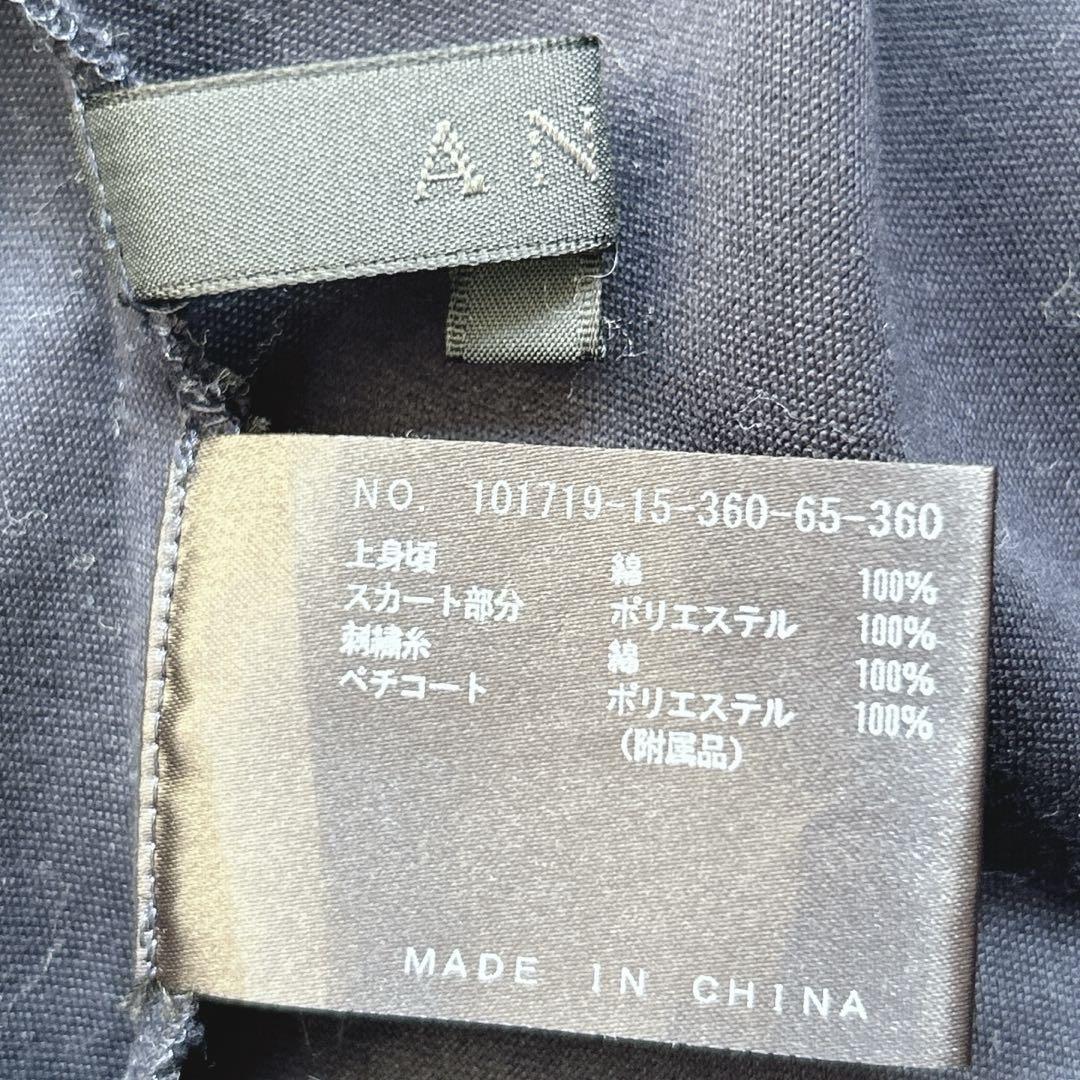 AN
NO. 101719-15-360-65-360
上身頃 綿 100%
スカート部分 ポリエステル 100%
刺繍糸 綿 100%
ペチコート ポリエステル 100%
(附属品)
MADE IN CHINA